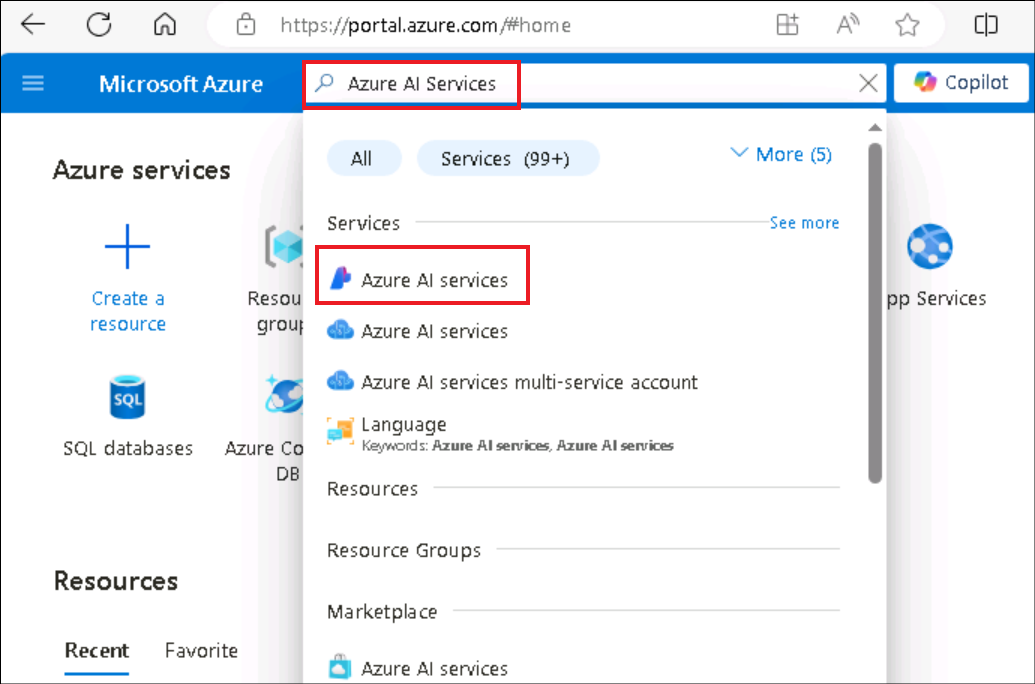 https://portal.azure.com/#home
Microsoft Azure
Azure AI Services
Copilot
All
Services (99+)
More (5)
Azure services
Services
See more
Create a
resource
Resou
group
Azure AI services
Azure AI services
Azure AI services multi-service account
Language
Keywords: Azure AI services, Azure AI services
pp Services
SQL
SQL databases
Azure Co
DB
Resources
Resource Groups
Marketplace
Azure AI services
Resources
Recent
Favorite